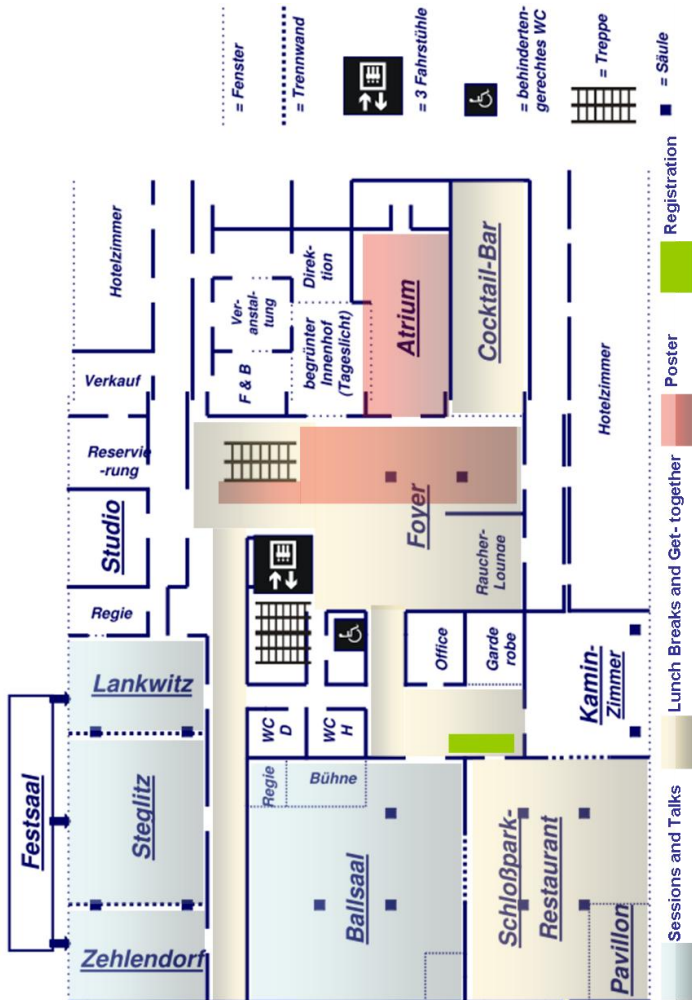 = Fenster
= Trennwand
= 3 Fahrstühle
= behinderten-
gerechtes WC
= Treppe
= Säule
Hotelzimmer
Verkauf
Reservie
-rung
Studio
Regie
Festsaal
Lankwitz
Steglitz
Zehlendorf
Ver-
anstal-
tung
F & B
Direk-
tion
begrünter
Innenhof
(Tageslicht)
Atrium
Cocktail-Bar
Foyer
Raucher-
Lounge
Office
Garde
robe
WC
D
WC
H
Regie
Bühne
Ballsaal
Hotelzimmer
Kamin-
Zimmer
Schloßpark-
Restaurant
Pavillon
Sessions and Talks
Lunch Breaks and Get- together
Poster
Registration